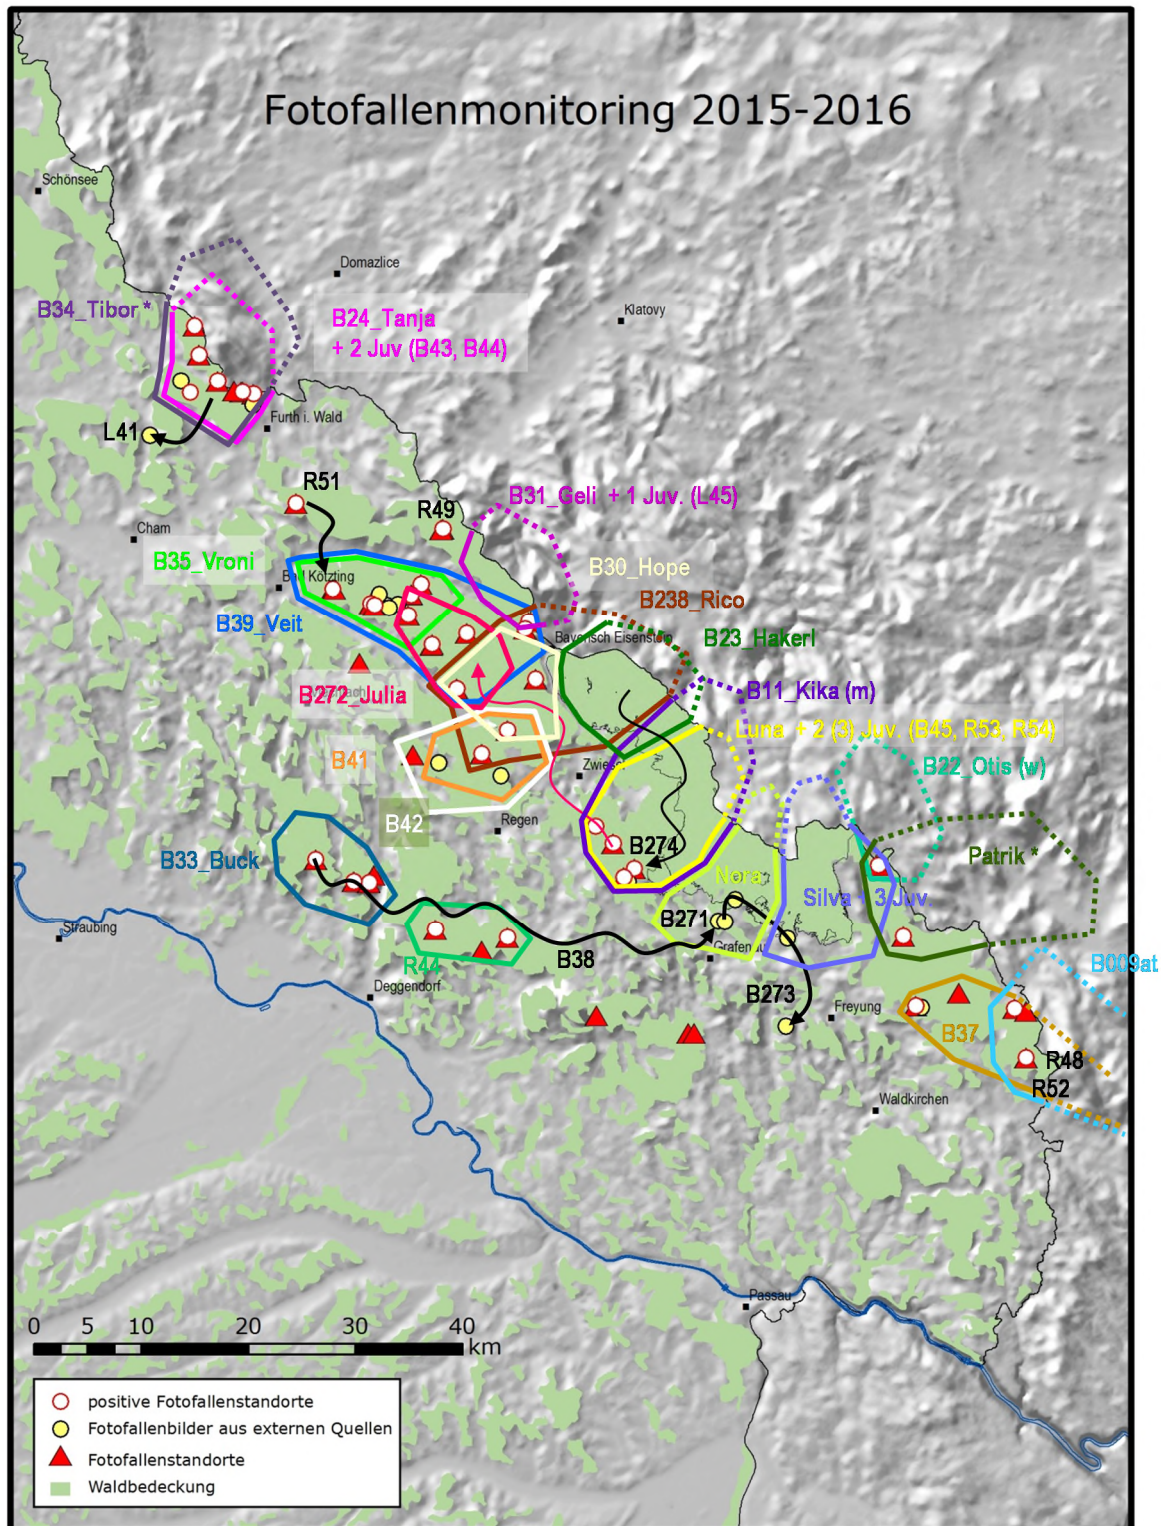 Fotofallenmonitoring 2015-2016
Schönsee
Domazlice
B34_Tibor *
B24_Tanja
+ 2 Juv (B43, B44)
Klatovy
Furth i. Wald
L41
R51
B31_Geli + 1 Juv. (L45)
R49
Cham
B35_Vroni
B30_Hope
Bad Kötzting
B238_Rico
B39_Veit
Bayerisch Eisenstein
B23_Hakerl
B272_Julia
B11_Kika (m)
Luna + 2 (3) Juv. (B45, R53, R54)
B41
Zwiesel
B22_Otis (w)
B42
Regen
B274
B33_Buck
Patrik *
Nora
Silva + 3 Juv
B271
Straubing
Grafenau
R44
B38
B009at
Deggendorf
B273
Freyung
B37
R48
R52
Waldkirchen
Passau
0 5 10 20 30 40
km
positive Fotofallenstandorte
Fotofallenbilder aus externen Quellen
Fotofallenstandorte
Waldbedeckung